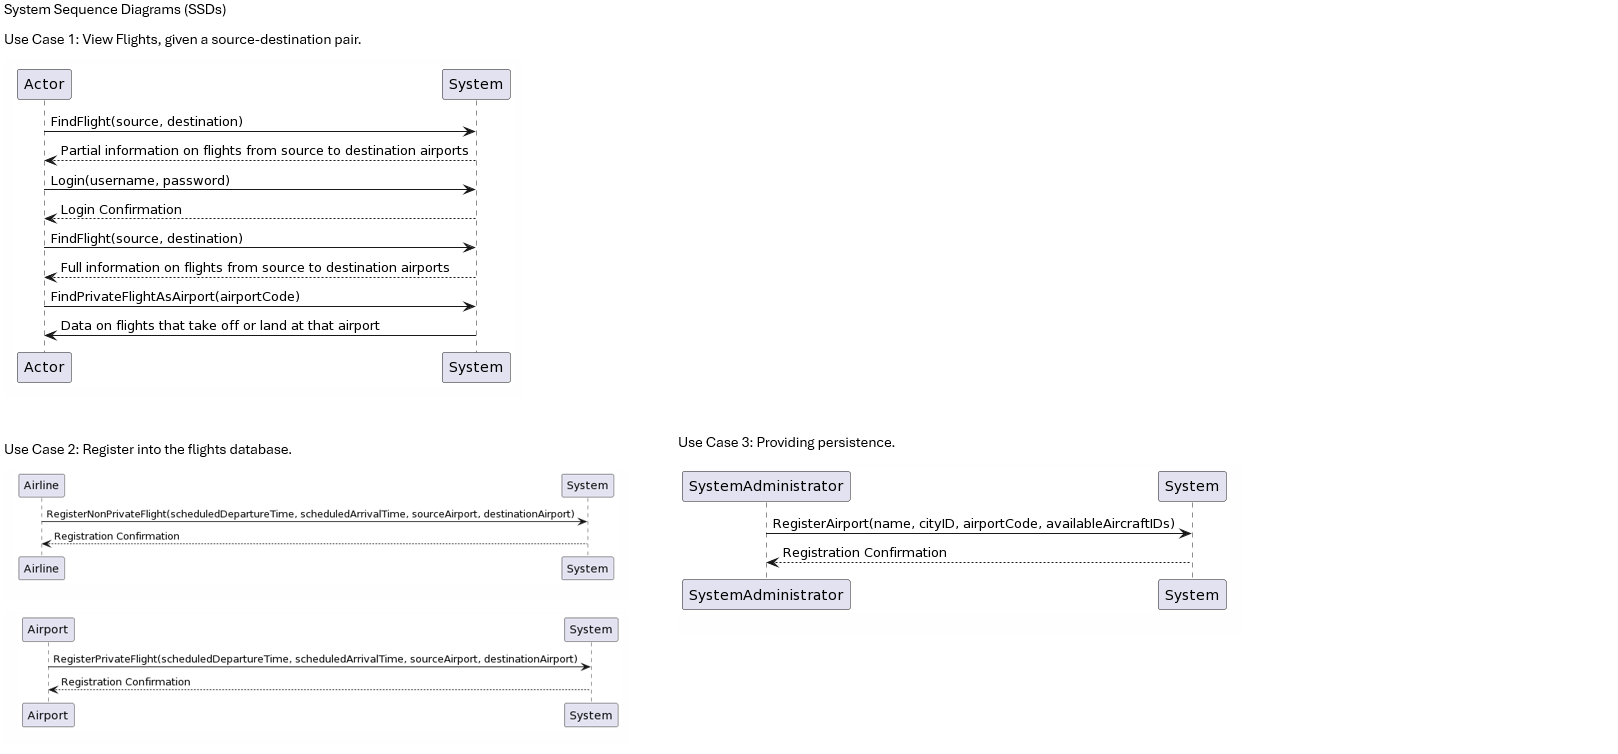 System Sequence Diagrams (SSDs)
Use Case 1: View Flights, given a source-destination pair.
Actor
System
FindFlight(source, destination)
Partial information on flights from source to destination airports
Login(username, password)
Login Confirmation
FindFlight(source, destination)
Full information on flights from source to destination airports
FindPrivateFlightAsAirport(airportCode)
Data on flights that take off or land at that airport
Actor
System
Use Case 2: Register into the flights database.
Airline
System
RegisterNonPrivateFlight(scheduledDepartureTime, scheduledArrivalTime, sourceAirport, destinationAirport)
Registration Confirmation
Airline
System
Airport
System
RegisterPrivateFlight(scheduledDepartureTime, scheduledArrivalTime, sourceAirport, destinationAirport)
Registration Confirmation
Airport
System
Use Case 3: Providing persistence.
SystemAdministrator
System
RegisterAirport(name, cityID, airportCode, availableAircraftIDs)
Registration Confirmation
SystemAdministrator
System